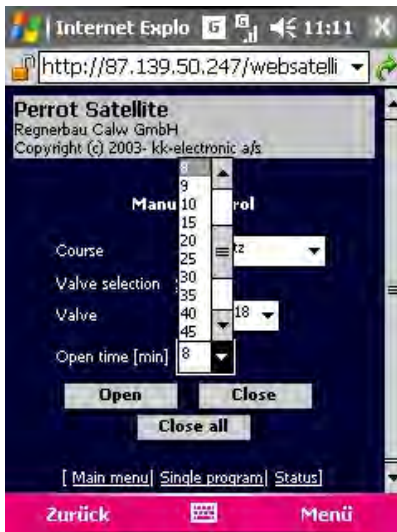 Internet Explo G 11:11 X
http://87.139.50.247/websatelli
Perrot Satellite
Regnerbau Calw GmbH
Copyright (c) 2003- kk-electronic a/s
8
9
Manu 10 rol
15
20
Course 25 tz
Valve selection 30
35
Valve 40 18
45
Open time [min] 8
Open Close
Close all
[ Main menu| Single program| Status]
Zurück Menü